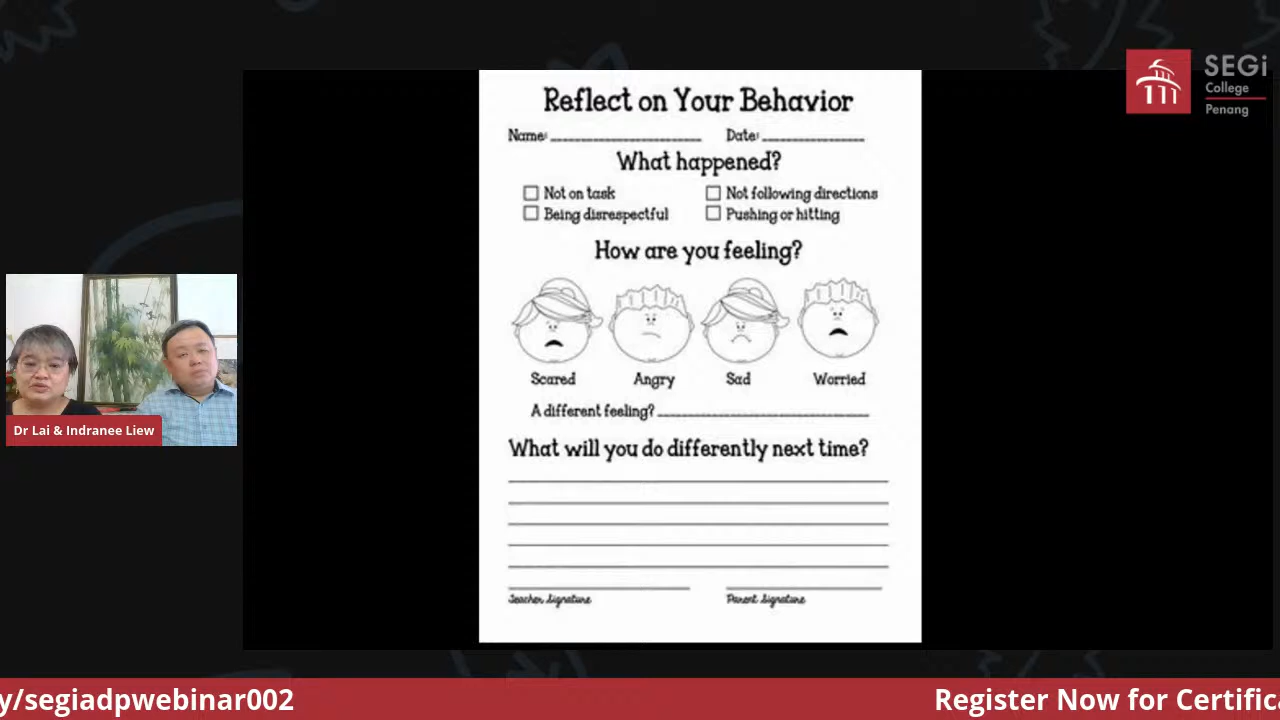 SEGi
College
Penang
Reflect on Your Behavior
Name: Date:
What happened?
Not on task Not following directions
Being disrespectful Pushing or hitting
How are you feeling?
Scared Angry Sad Worried
A different feeling?
What will you do differently next time?
Teacher Signature Parent Signature
Dr Lai & Indranee Liew
y/segiadpwebinar002 Register Now for Certifica